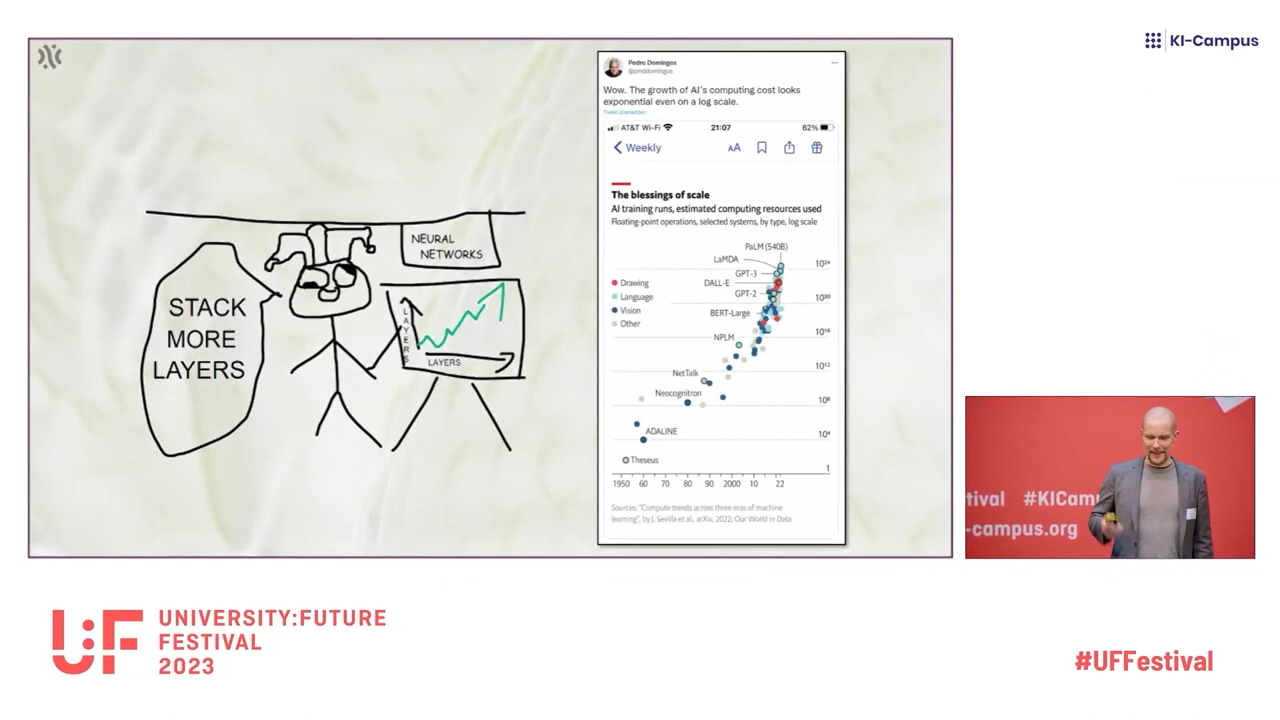 KI-Campus
Pedro Domingos
@pmddomingos
Wow. The growth of AI's computing cost looks
exponential even on a log scale.
Tweet übersetzen
AT&T Wi-Fi
21:07
62%
Weekly
AA
The blessings of scale
AI training runs, estimated computing resources used
Floating-point operations, selected systems, by type, log scale
PaLM (540B)
LaMDA
10²⁴
GPT-3
DALL-E
Drawing
Language
GPT-2
10²⁰
Vision
BERT-Large
Other
10¹⁶
NPLM
10¹²
NetTalk
Neocognitron
10⁸
ADALINE
10⁴
Theseus
1
1950 60 70 80 90 2000 10 22
Sources: "Compute trends across three eras of machine
learning", by J. Sevilla et al., arXiv, 2022; Our World in Data
NEURAL
NETWORKS
STACK
MORE
LAYERS
LAYERS
LAYERS
tival #KICam
-campus.org
U:F
UNIVERSITY:FUTURE
FESTIVAL
2023
#UFFestival